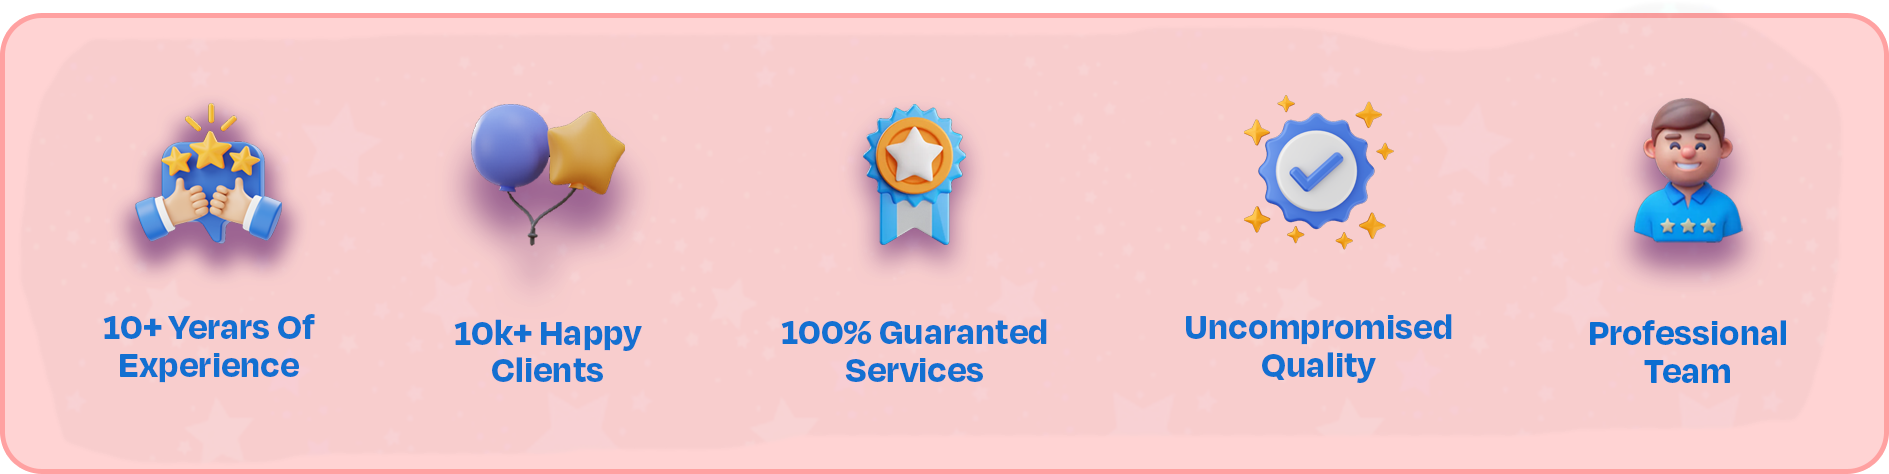 10+ Yerars Of
Experience
10k+ Happy
Clients
100% Guaranted
Services
Uncompromised
Quality
Professional
Team